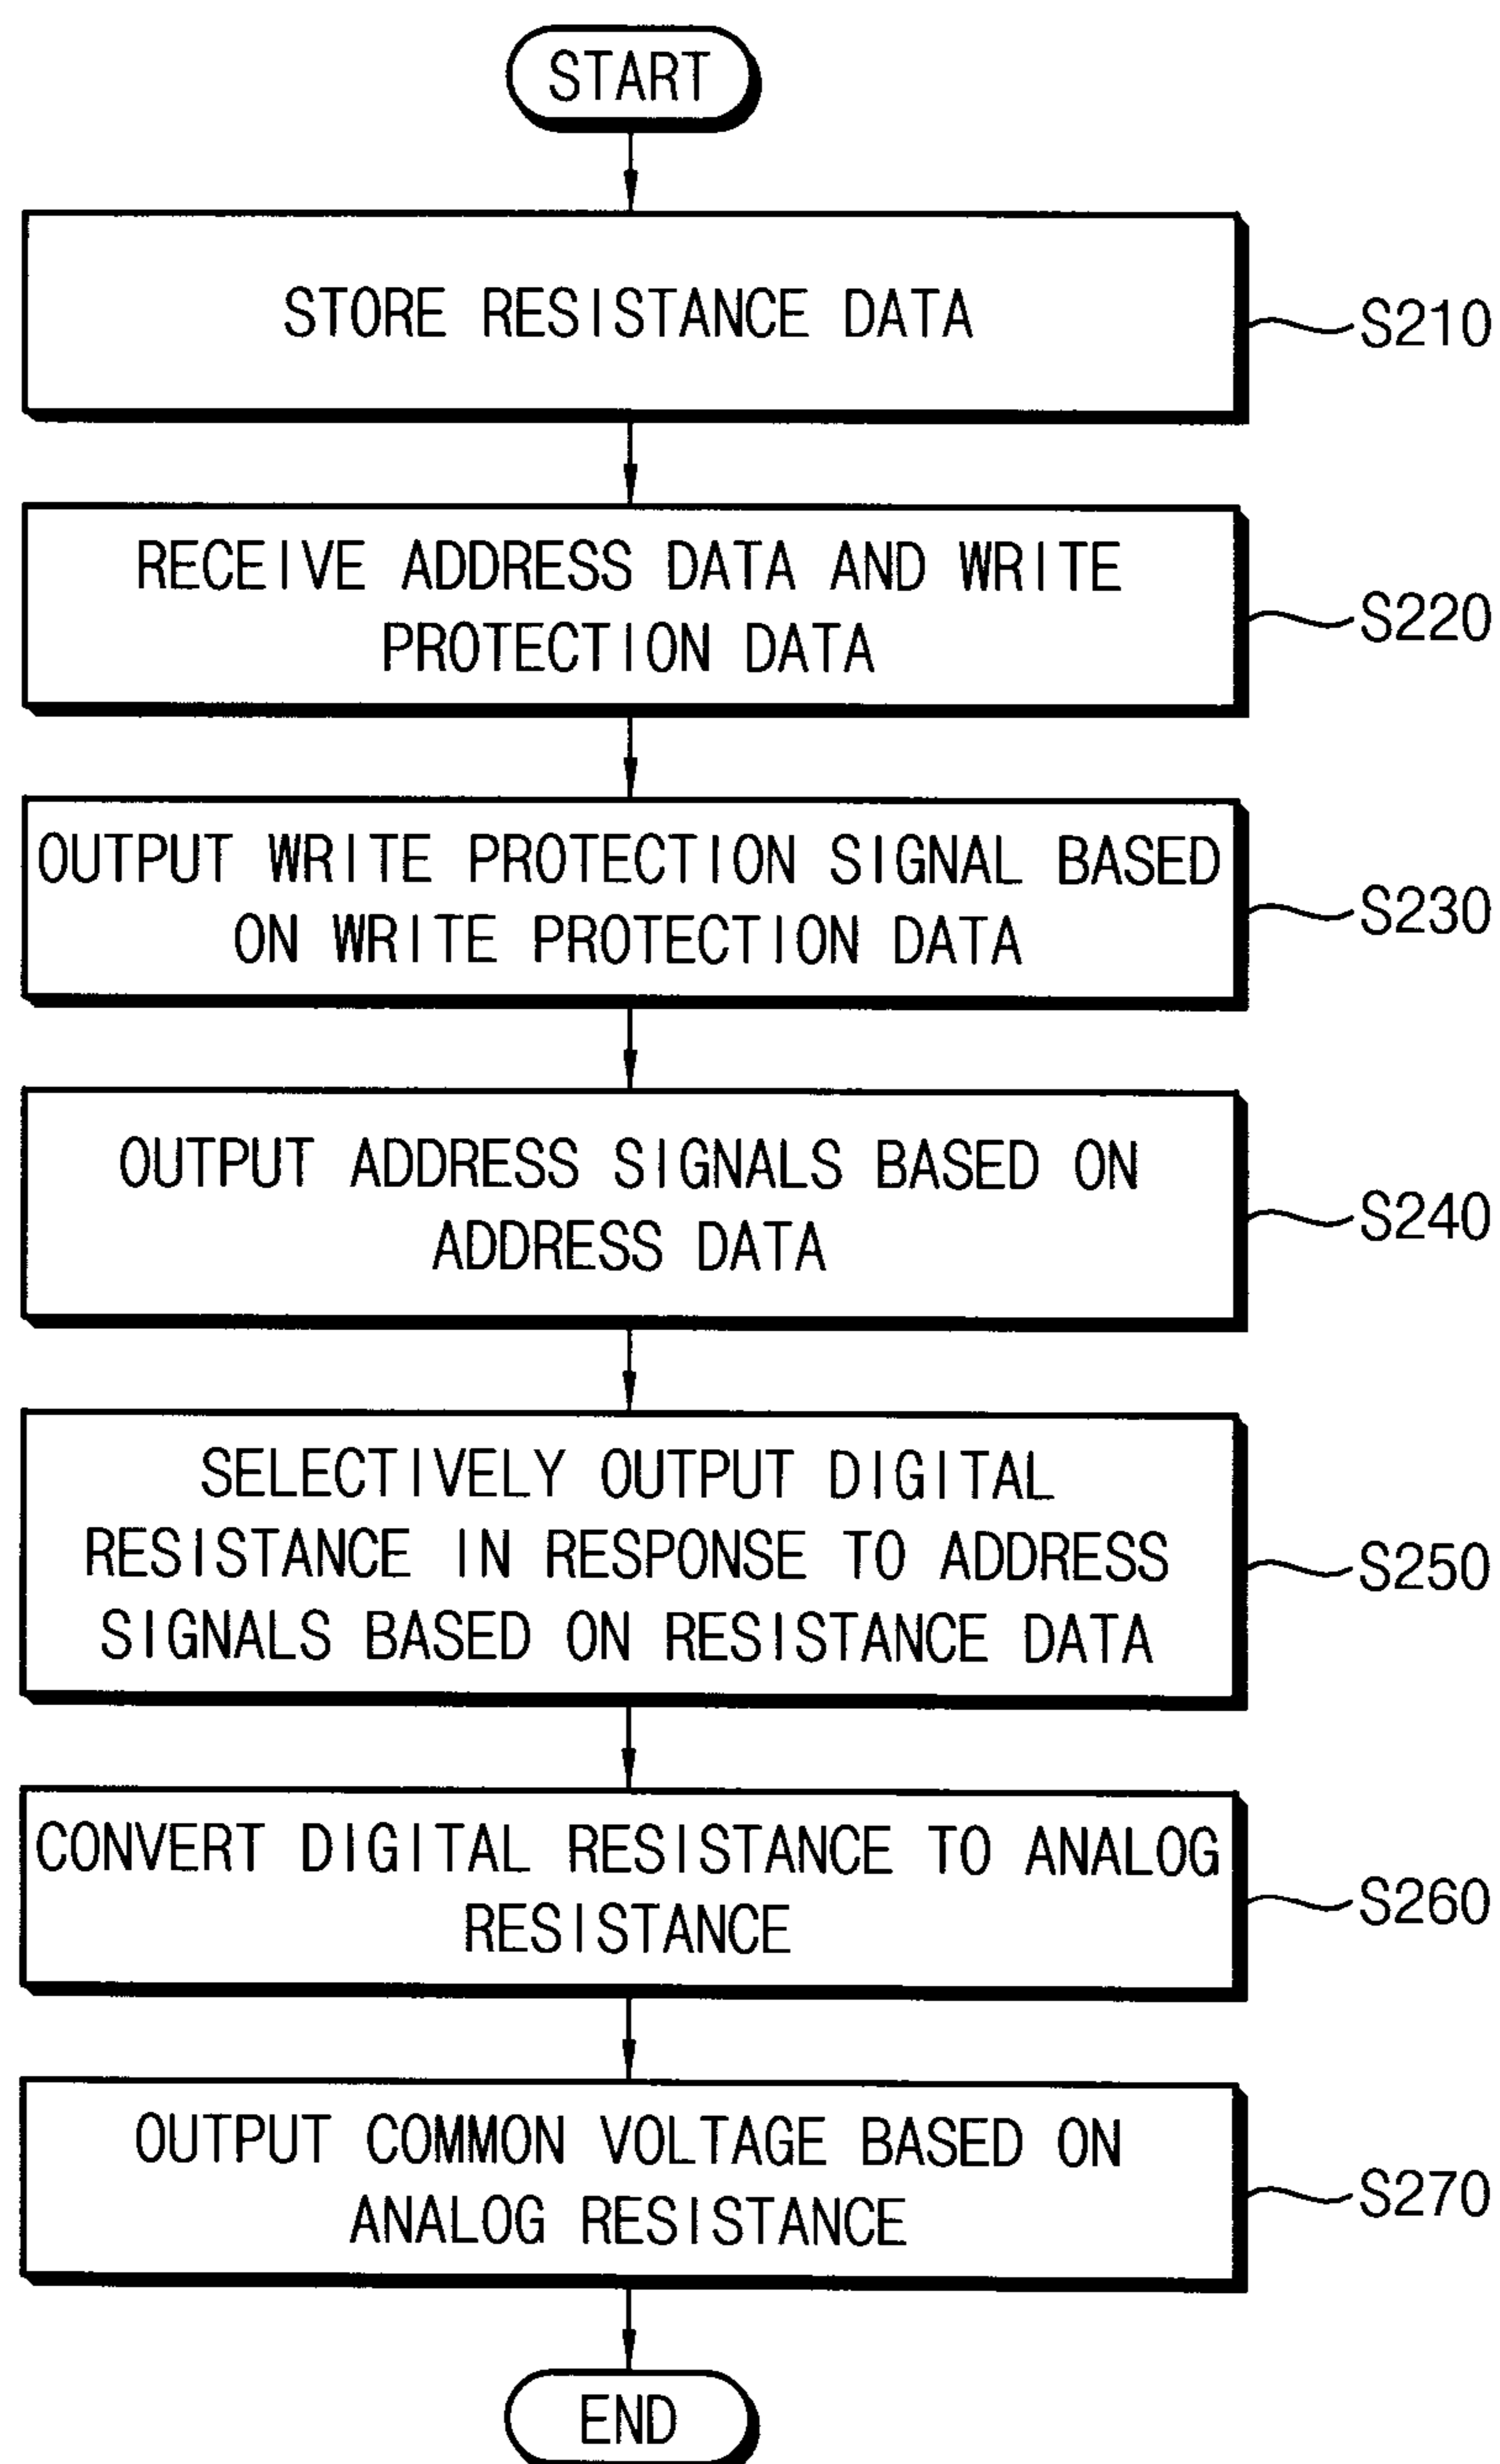 START
STORE RESISTANCE DATA
S210
RECEIVE ADDRESS DATA AND WRITE
PROTECTION DATA
S220
OUTPUT WRITE PROTECTION SIGNAL BASED
ON WRITE PROTECTION DATA
S230
OUTPUT ADDRESS SIGNALS BASED ON
ADDRESS DATA
S240
SELECTIVELY OUTPUT DIGITAL
RESISTANCE IN RESPONSE TO ADDRESS
SIGNALS BASED ON RESISTANCE DATA
S250
CONVERT DIGITAL RESISTANCE TO ANALOG
RESISTANCE
S260
OUTPUT COMMON VOLTAGE BASED ON
ANALOG RESISTANCE
S270
END